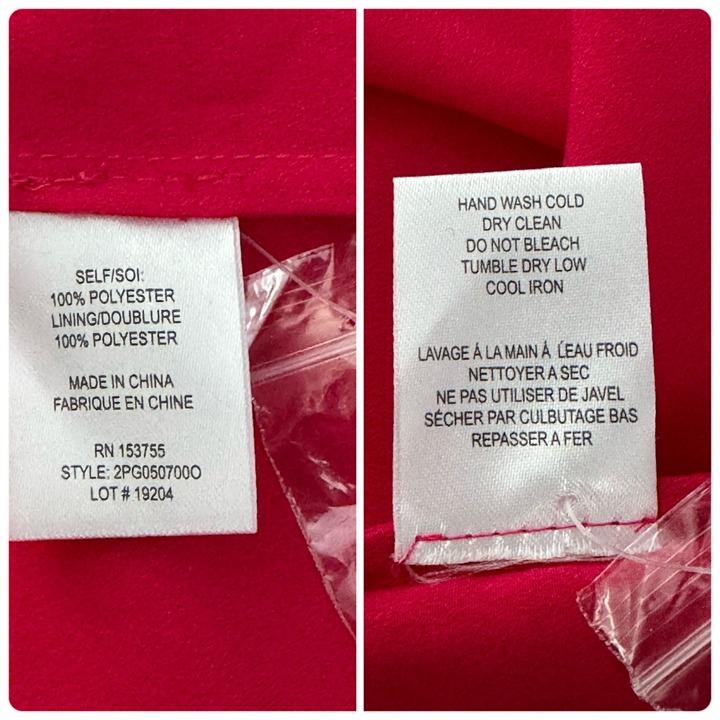 SELF/SOI:
100% POLYESTER
LINING/DOUBLURE
100% POLYESTER
MADE IN CHINA
FABRIQUE EN CHINE
RN 153755
STYLE: 2PG050700O
LOT # 19204
HAND WASH COLD
DRY CLEAN
DO NOT BLEACH
TUMBLE DRY LOW
COOL IRON
LAVAGE Á LA MAIN Á L'EAU FROID
NETTOYER A SEC
NE PAS UTILISER DE JAVEL
SÉCHER PAR CULBUTAGE BAS
REPASSER A FER